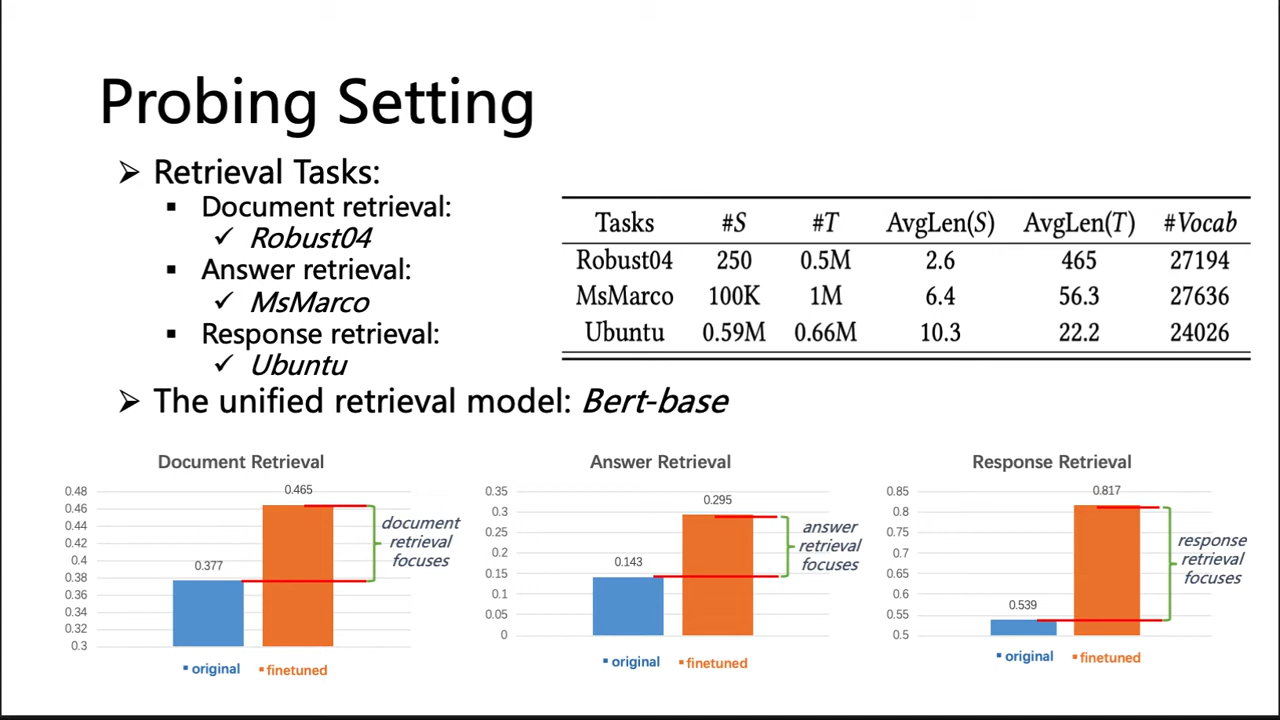 Probing Setting
➢ Retrieval Tasks:
▪ Document retrieval:
✓ Robust04
▪ Answer retrieval:
✓ MsMarco
▪ Response retrieval:
✓ Ubuntu
➢ The unified retrieval model: Bert-base
Tasks #S #T AvgLen(S) AvgLen(T) #Vocab
Robust04 250 0.5M 2.6 465 27194
MsMarco 100K 1M 6.4 56.3 27636
Ubuntu 0.59M 0.66M 10.3 22.2 24026
Document Retrieval
0.48
0.46
0.44
0.42
0.4
0.38
0.36
0.34
0.32
0.3
0.377
0.465
document
retrieval
focuses
original finetuned
Answer Retrieval
0.35
0.3
0.25
0.2
0.15
0.1
0.05
0
0.143
0.295
answer
retrieval
focuses
original finetuned
Response Retrieval
0.85
0.8
0.75
0.7
0.65
0.6
0.55
0.5
0.539
0.817
response
retrieval
focuses
original finetuned